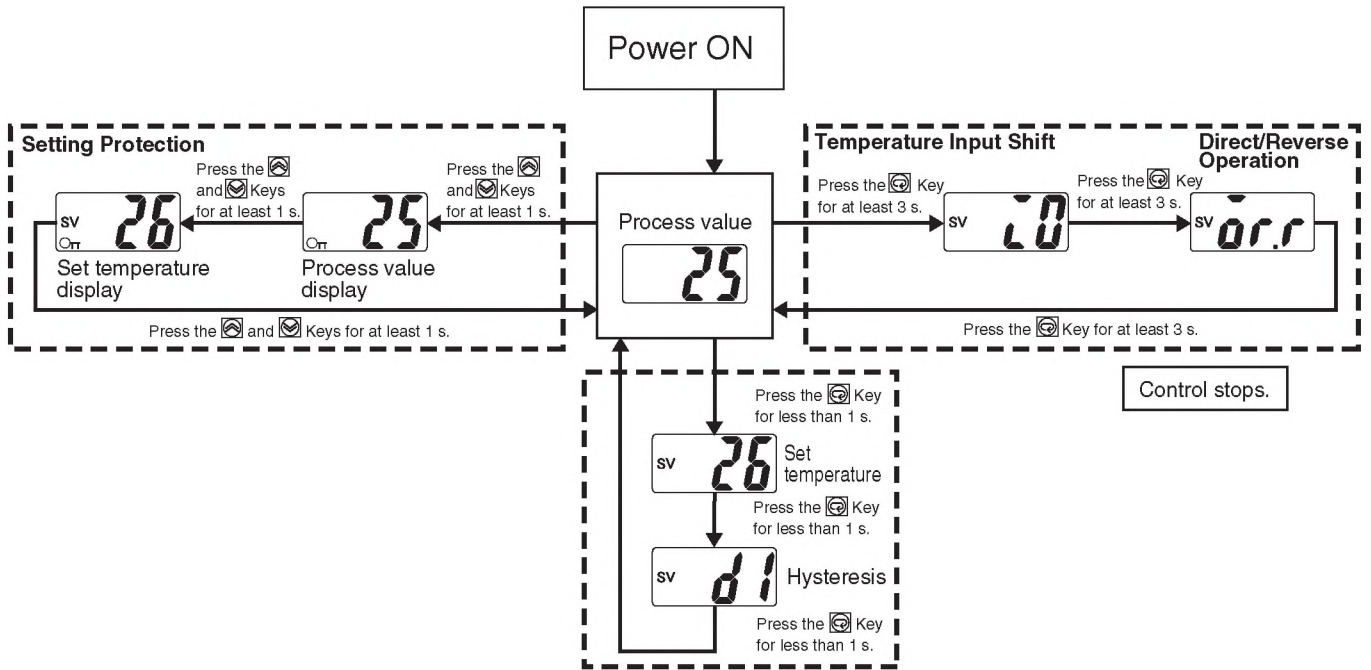 Power ON
Setting Protection
Press the
and Keys
for at least 1 s.
Press the
and Keys
for at least 1 s.
SV 26
25
Set temperature
display
Process value
display
Press the and Keys for at least 1 s.
Process value
25
Temperature Input Shift
Direct/Reverse
Operation
Press the Key
for at least 3 s.
Press the Key
for at least 3 s.
SV i0
SV or.r
Press the Key for at least 3 s.
Control stops.
Press the Key
for less than 1 s.
SV 26
Set
temperature
Press the Key
for less than 1 s.
SV d1
Hysteresis
Press the Key
for less than 1 s.